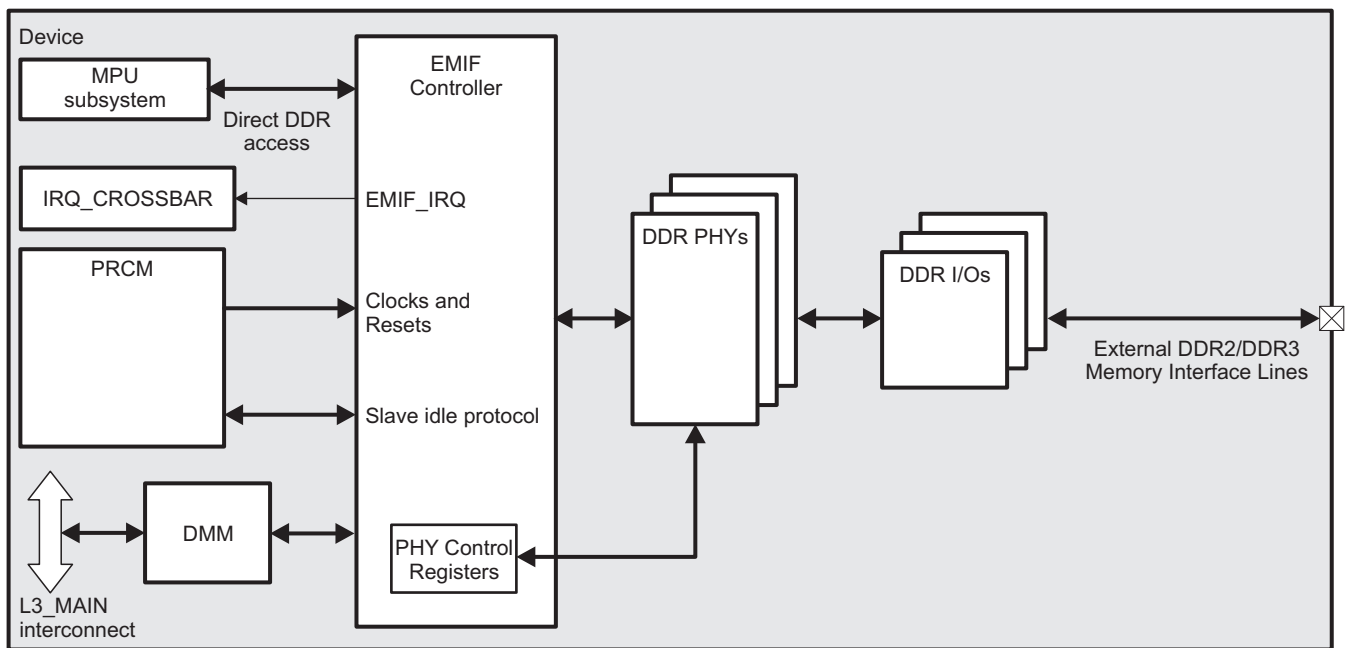 Device
MPU
subsystem
Direct DDR
access
EMIF
Controller
IRQ_CROSSBAR
EMIF_IRQ
PRCM
Clocks and
Resets
Slave idle protocol
DMM
L3_MAIN
interconnect
PHY Control
Registers
DDR PHYs
DDR I/Os
External DDR2/DDR3
Memory Interface Lines